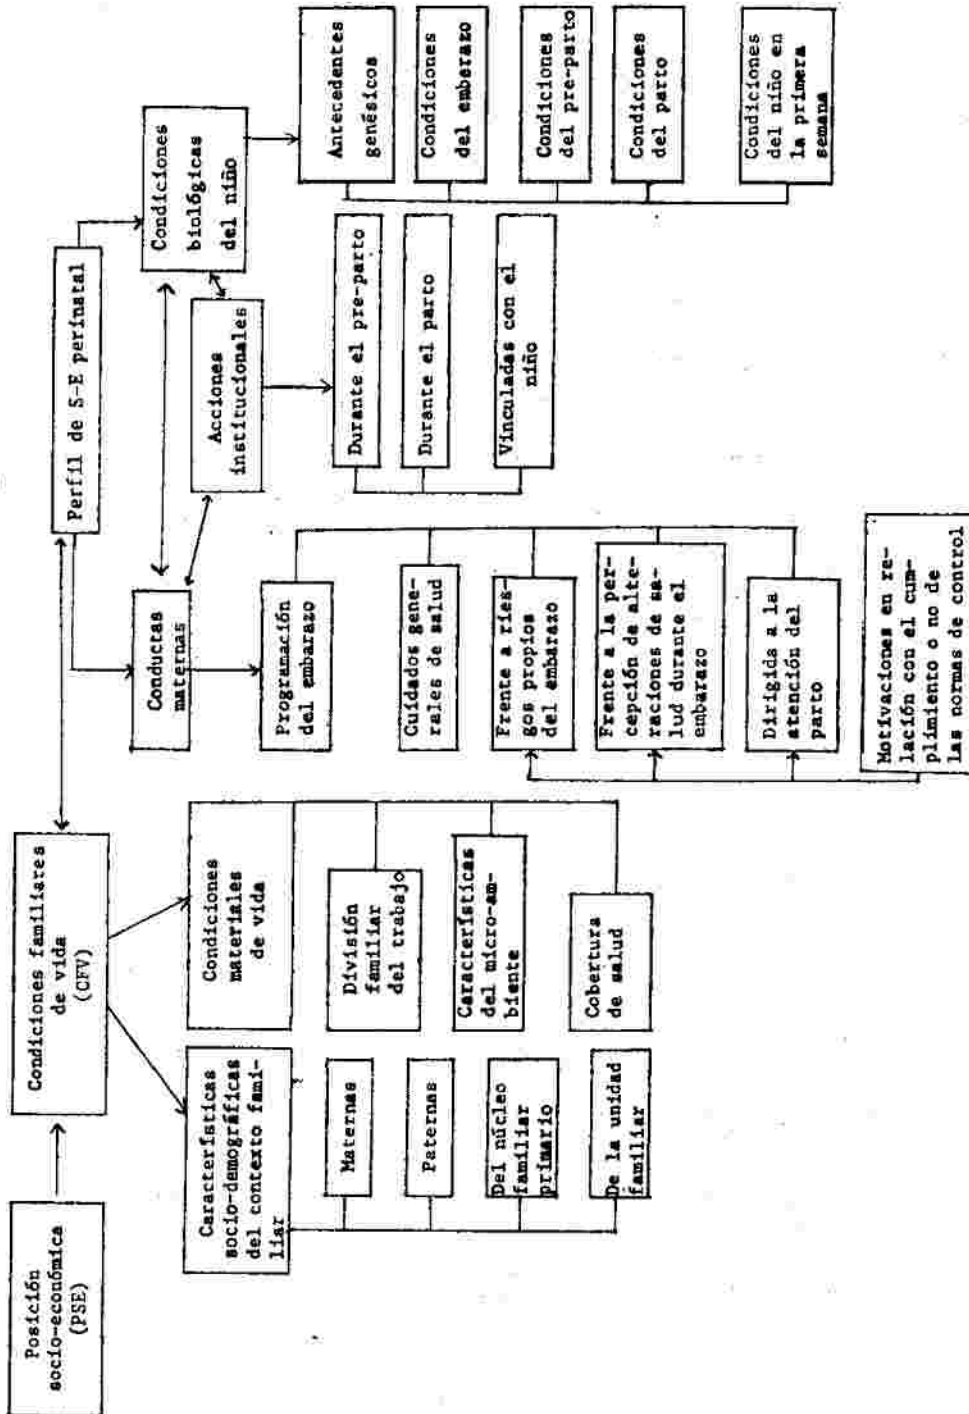 Posición
socio-económica
(PSE)
Condiciones familiares
de vida
(CFV)
Perfil de S-E perinatal
Características
socio-demográficas
del contexto fami-
liar
Maternas
Paternas
Del núcleo
familiar
primario
De la unidad
familiar
Condiciones
materiales
de vida
División
familiar
del trabajo
Características
del micro-am-
biente
Cobertura
de salud
Conductas
maternas
Programación
del embarazo
Cuidados gene-
rales de salud
Frente a ries-
gos propios
del embarazo
Frente a la per-
cepción de alte-
raciones de sa-
lud durante el
embarazo
Dirigida a la
atención del
parto
Motivaciones en re-
lación con el cum-
plimiento o no de
las normas de control
Acciones
institucionales
Durante el pre-parto
Durante el parto
Vinculadas con el
niño
Condiciones
biológicas
del niño
Antecedentes
genésicos
Condiciones
del embarazo
Condiciones
del pre-parto
Condiciones
del parto
Condiciones
del niño en
la primera
semana